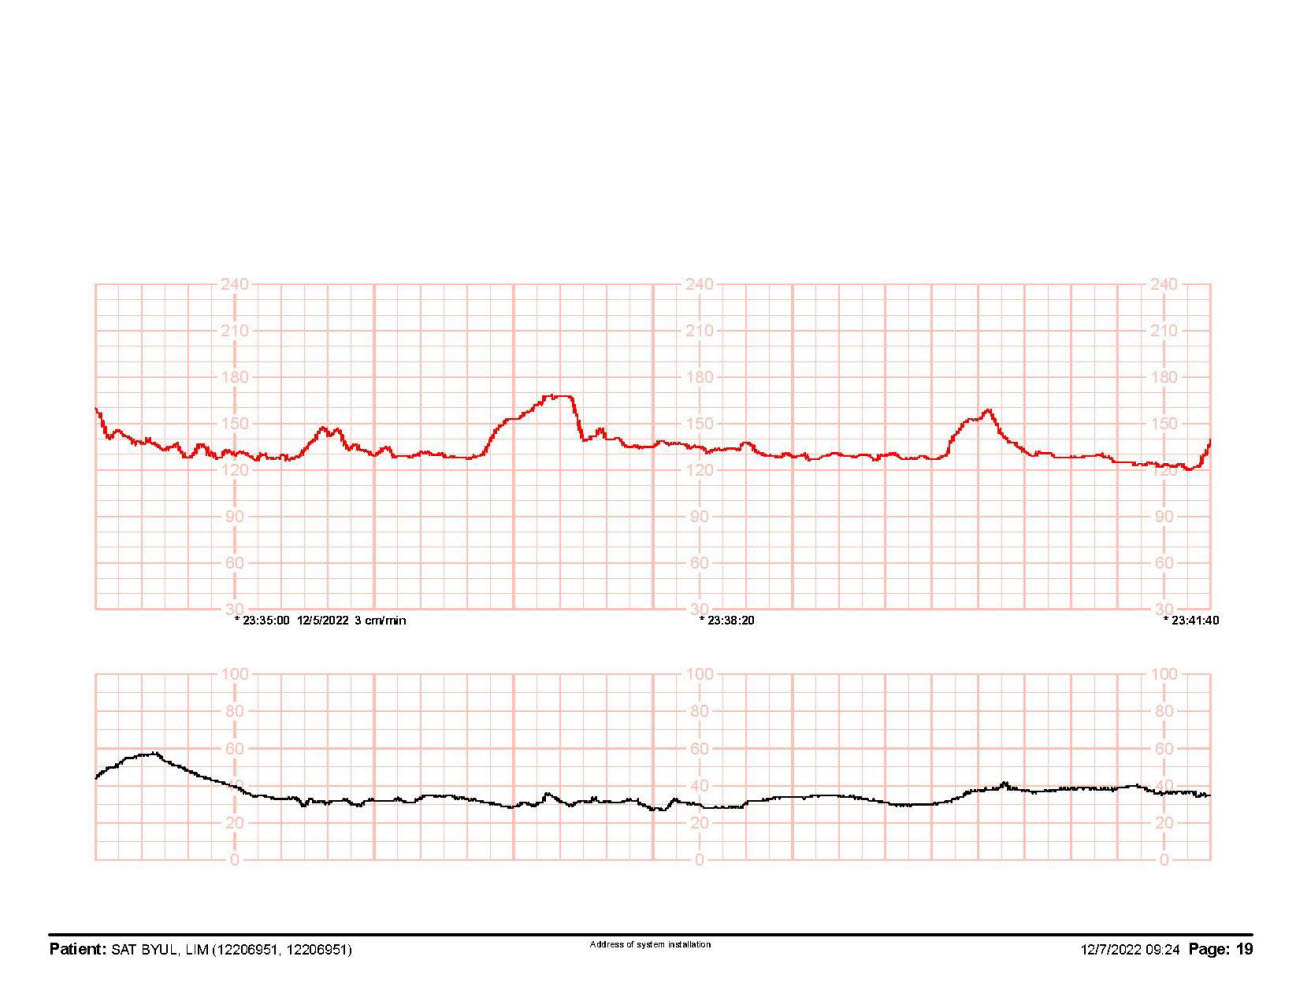 240 240 240
210 210 210
180 180 180
150 150 150
120 120 120
90 90 90
60 60 60
30 30 30
* 23:35:00 12/5/2022 3 cm/min * 23:38:20 * 23:41:40
100 100 100
80 80 80
60 60 60
40 40 40
20 20 20
0 0 0
Patient: SAT BYUL, LIM (12206951, 12206951) Address of system installation 12/7/2022 09:24 Page: 19